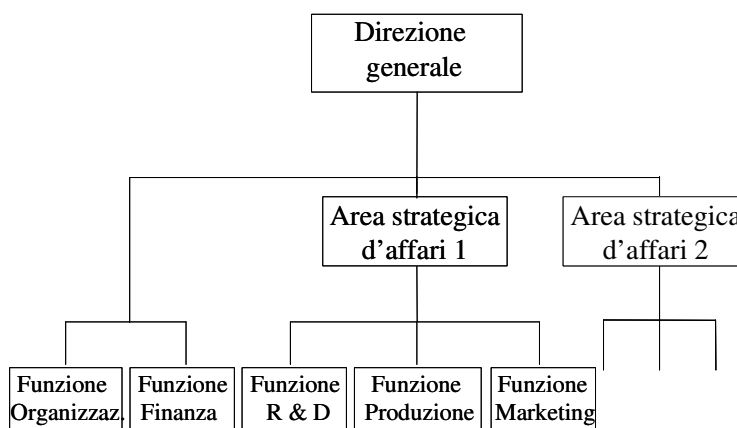 Direzione
generale
Area strategica
d'affari 1
Area strategica
d'affari 2
Funzione
Organizzaz.
Funzione
Finanza
Funzione
R & D
Funzione
Produzione
Funzione
Marketing